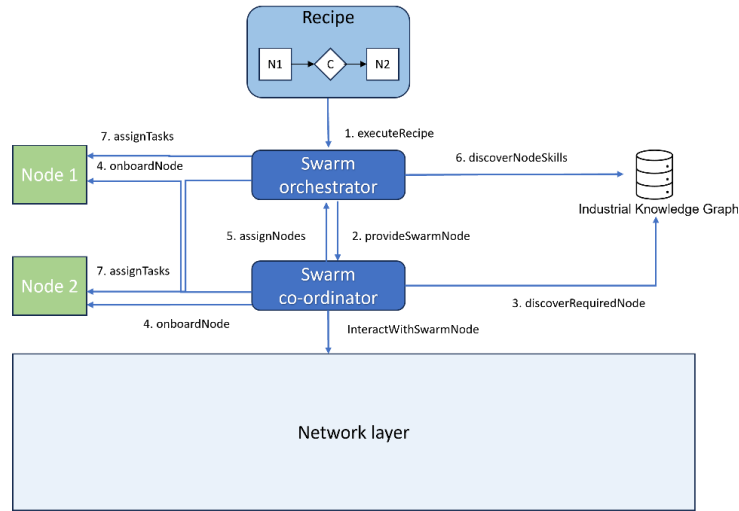 Recipe
N1
C
N2
1. executeRecipe
7. assignTasks
4. onboardNode
Node 1
Swarm
orchestrator
6. discoverNodeSkills
Industrial Knowledge Graph
5. assignNodes
2. provideSwarmNode
7. assignTasks
Node 2
Swarm
co-ordinator
3. discoverRequiredNode
4. onboardNode
InteractWithSwarmNode
Network layer